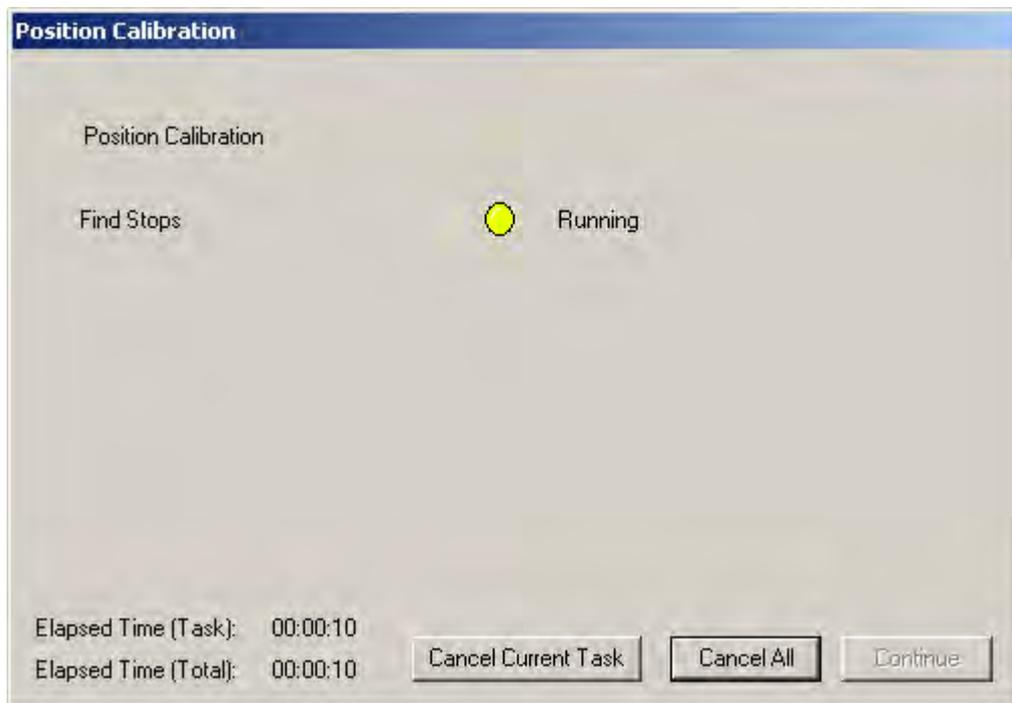 Position Calibration
Position Calibration
Find Stops Running
Elapsed Time (Task): 00:00:10
Elapsed Time (Total): 00:00:10
Cancel Current Task Cancel All Continue